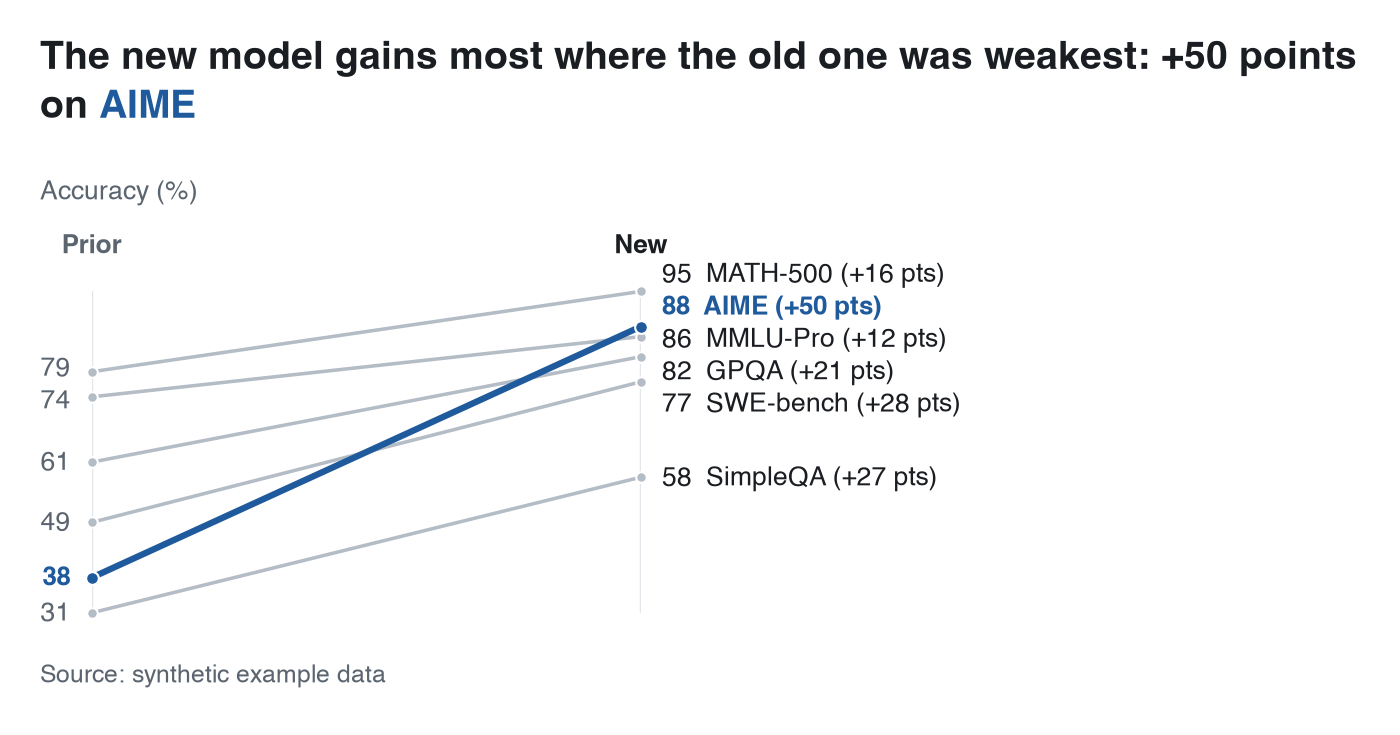 The new model gains most where the old one was weakest: +50 points
on AIME
Accuracy (%)
Prior New
95 MATH-500 (+16 pts)
88 AIME (+50 pts)
86 MMLU-Pro (+12 pts)
82 GPQA (+21 pts)
77 SWE-bench (+28 pts)
58 SimpleQA (+27 pts)
79
74
61
49
38
31
Source: synthetic example data